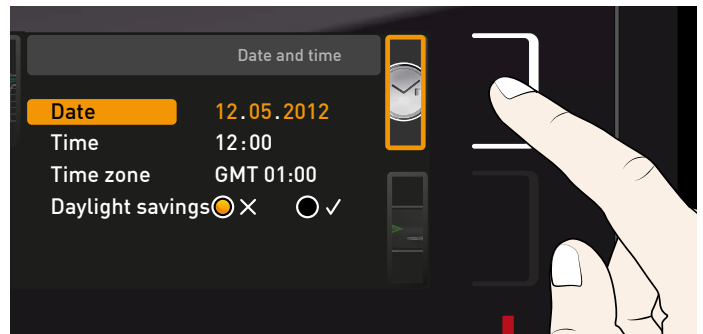 Date and time
Date 12.05.2012
Time 12:00
Time zone GMT 01:00
Daylight savings X ✓